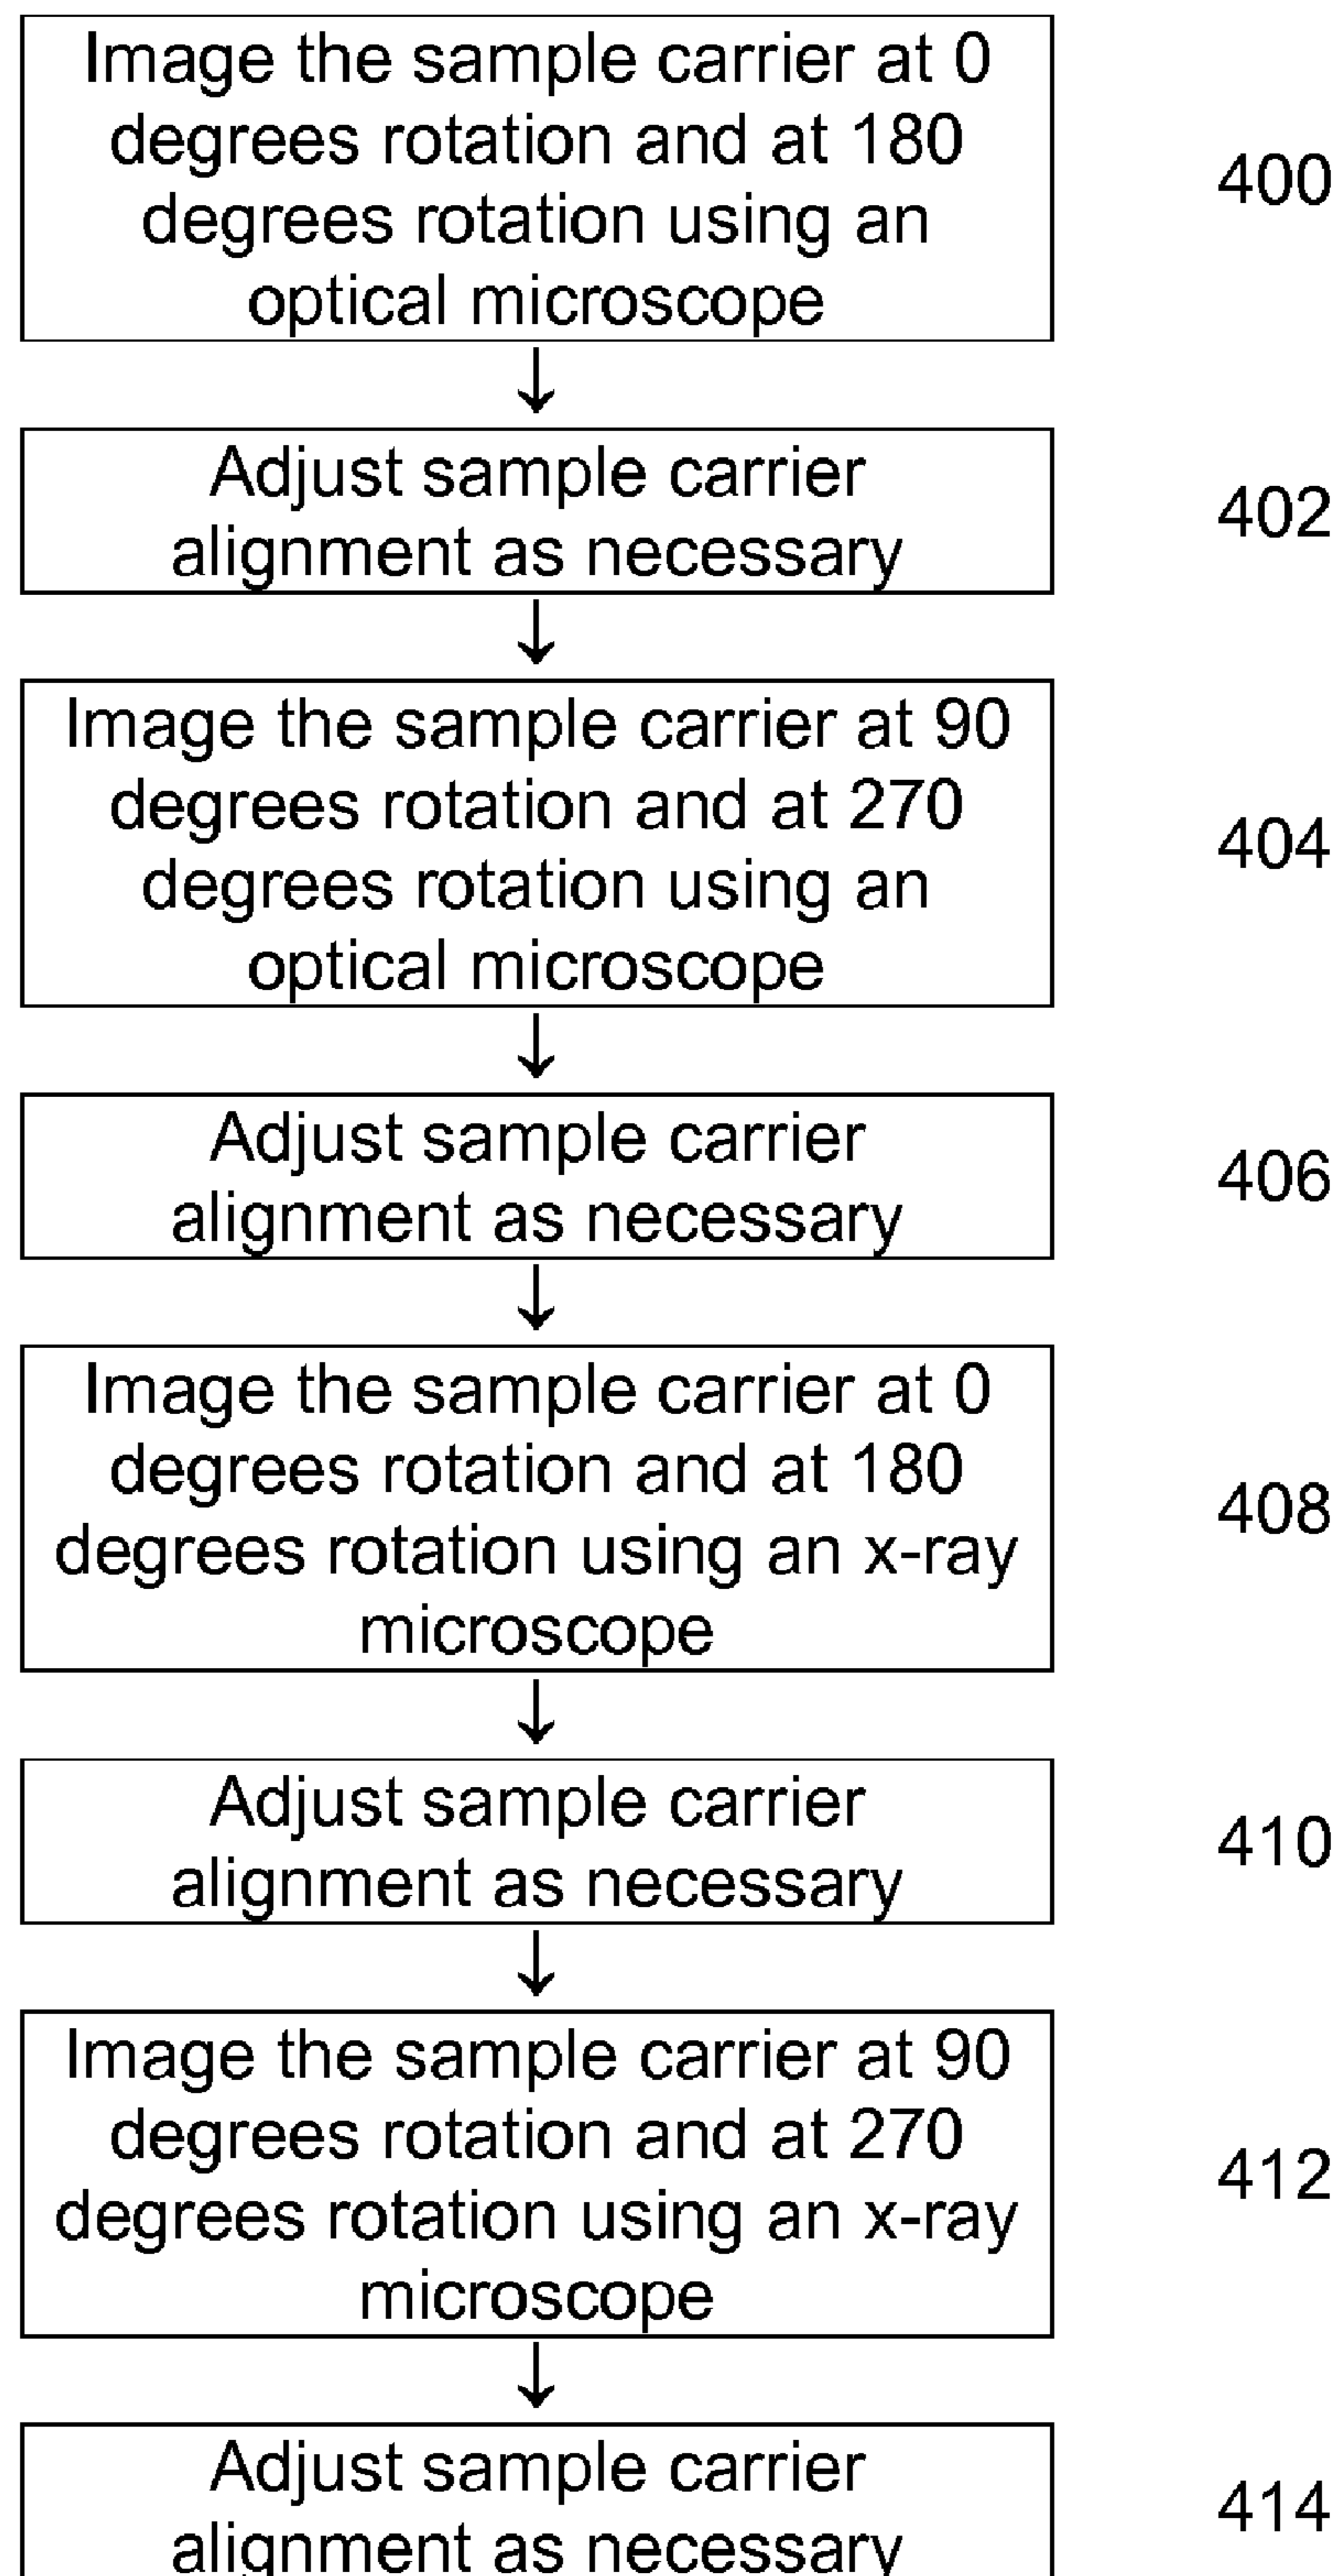 Image the sample carrier at 0
degrees rotation and at 180
degrees rotation using an
optical microscope
400
Adjust sample carrier
alignment as necessary
402
Image the sample carrier at 90
degrees rotation and at 270
degrees rotation using an
optical microscope
404
Adjust sample carrier
alignment as necessary
406
Image the sample carrier at 0
degrees rotation and at 180
degrees rotation using an x-ray
microscope
408
Adjust sample carrier
alignment as necessary
410
Image the sample carrier at 90
degrees rotation and at 270
degrees rotation using an x-ray
microscope
412
Adjust sample carrier
alignment as necessary
414